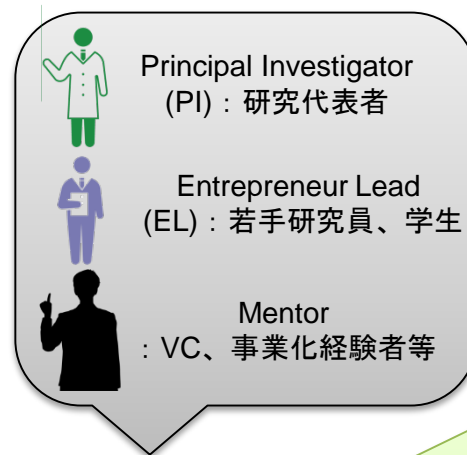 Principal Investigator
(PI)：研究代表者
Entrepreneur Lead
(EL)：若手研究員、学生
Mentor
：VC、事業化経験者等